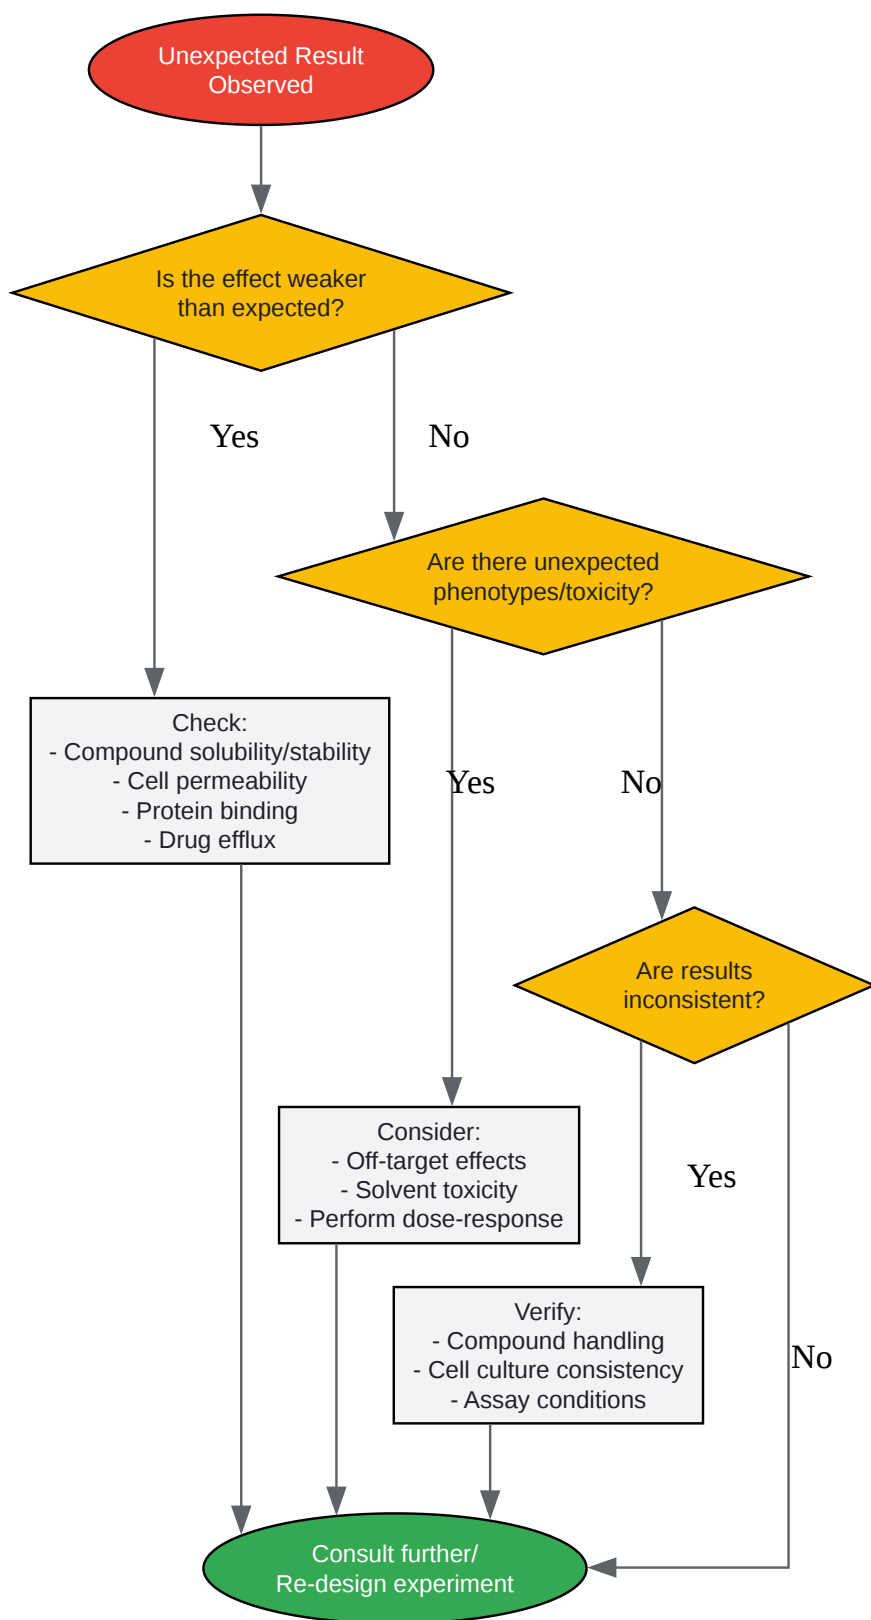 Unexpected Result
Observed
Is the effect weaker
than expected?
Yes
No
Are there unexpected
phenotypes/toxicity?
Check:
- Compound solubility/stability
- Cell permeability
- Protein binding
- Drug efflux
Yes
No
Are results
inconsistent?
Consider:
- Off-target effects
- Solvent toxicity
- Perform dose-response
Yes
Verify:
- Compound handling
- Cell culture consistency
- Assay conditions
No
Consult further/
Re-design experiment